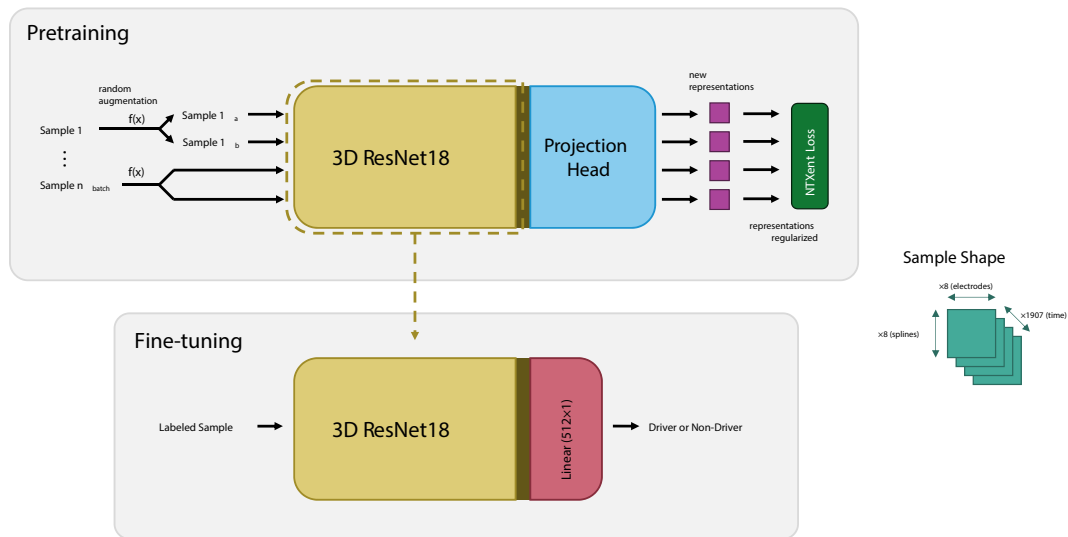 Pretraining
random
augmentation
f(x)
Sample 1
Sample 1 a
Sample 1 b
⋮
Sample n batch
f(x)
3D ResNet18
Projection
Head
new
representations
NTXent Loss
representations
regularized
Sample Shape
×8 (electrodes)
×1907 (time)
×8 (splines)
Fine-tuning
Labeled Sample
3D ResNet18
Linear (512×1)
Driver or Non-Driver